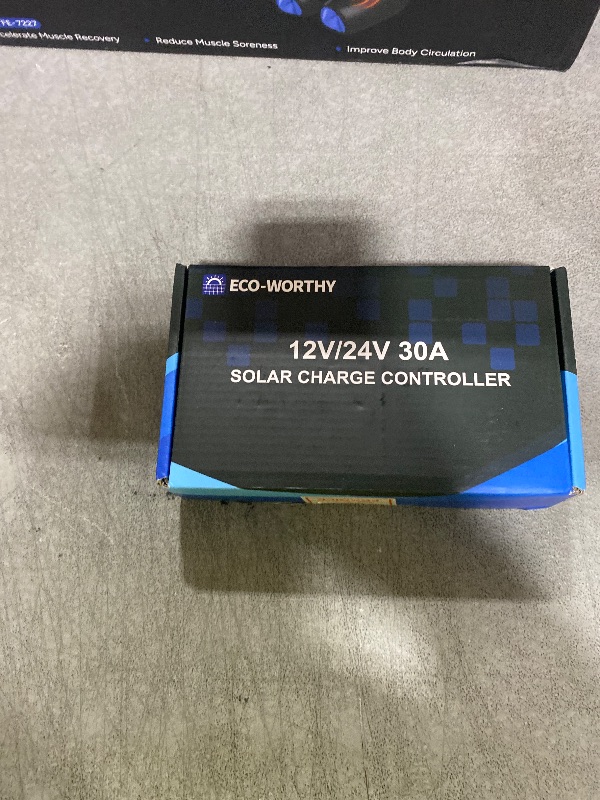 PE-7227
celerate Muscle Recovery
Reduce Muscle Soreness
Improve Body Circulation
ECO-WORTHY
12V/24V 30A
SOLAR CHARGE CONTROLLER